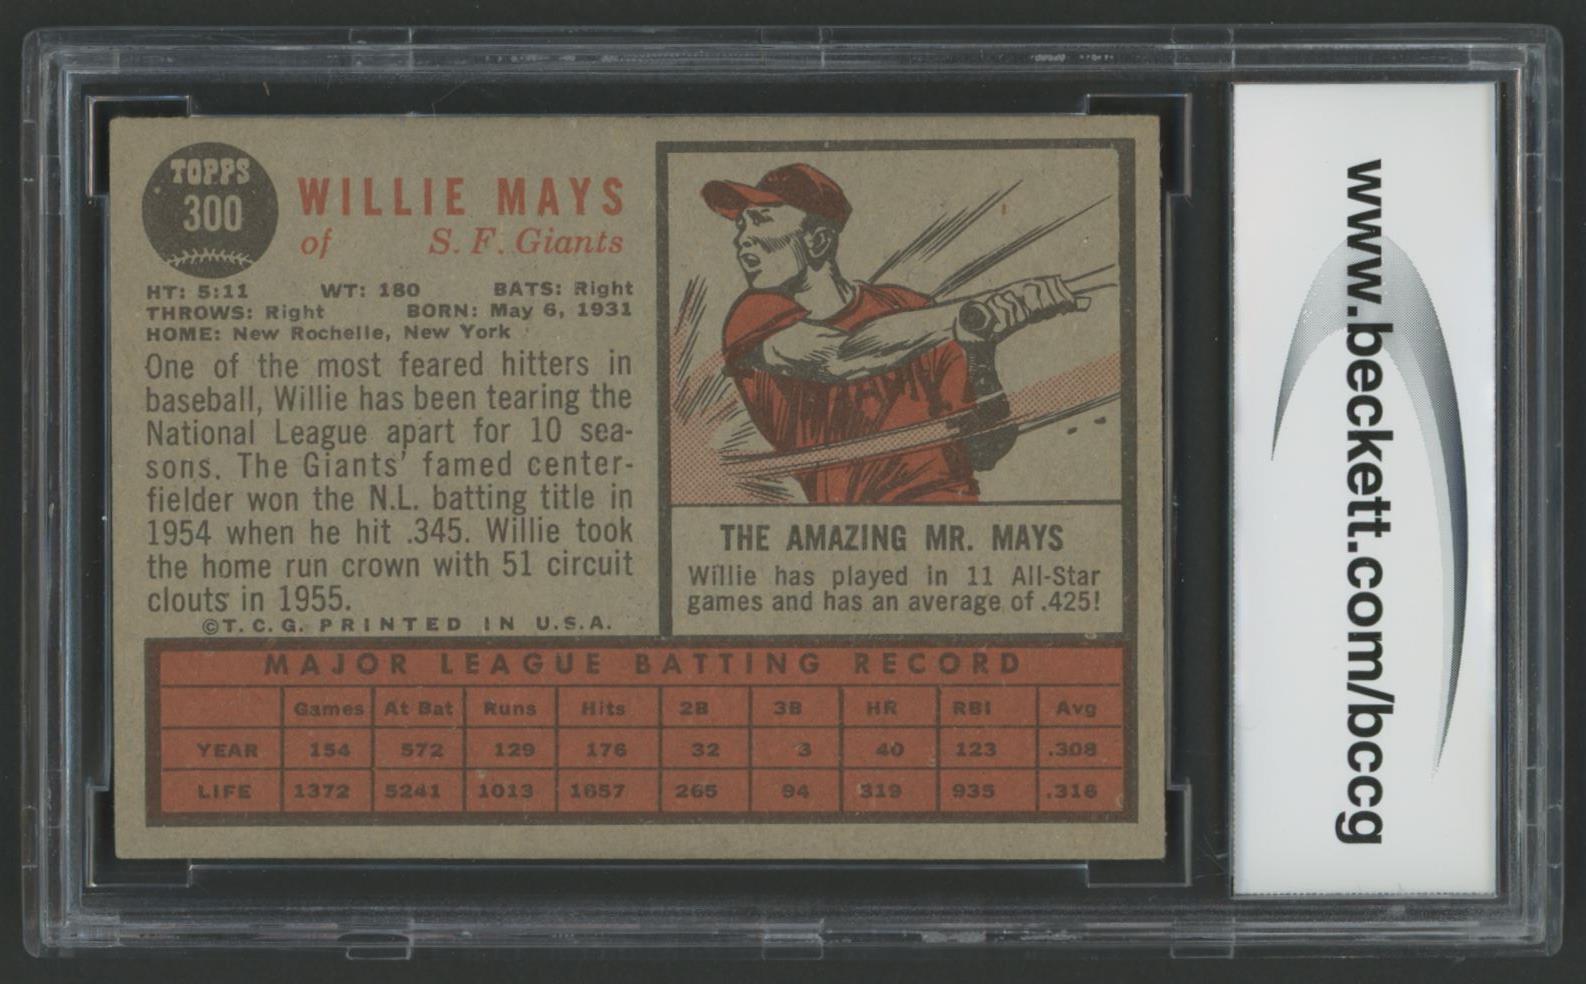 TOPPS
300
WILLIE MAYS
of S. F. Giants
HT: 5:11 WT: 180 BATS: Right
THROWS: Right BORN: May 6, 1931
HOME: New Rochelle, New York
One of the most feared hitters in
baseball, Willie has been tearing the
National League apart for 10 sea-
sons. The Giants' famed center-
fielder won the N.L. batting title in
1954 when he hit .345. Willie took
the home run crown with 51 circuit
clouts in 1955.
©T.C.G. PRINTED IN U.S.A.
THE AMAZING MR. MAYS
Willie has played in 11 All-Star
games and has an average of .425!
MAJOR LEAGUE BATTING RECORD
Games At Bat Runs Hits 2B 3B HR RBI Avg
YEAR 154 572 129 176 32 3 40 123 .308
LIFE 1372 5241 1013 1657 265 94 319 935 .316
www.beckett.com/bccg